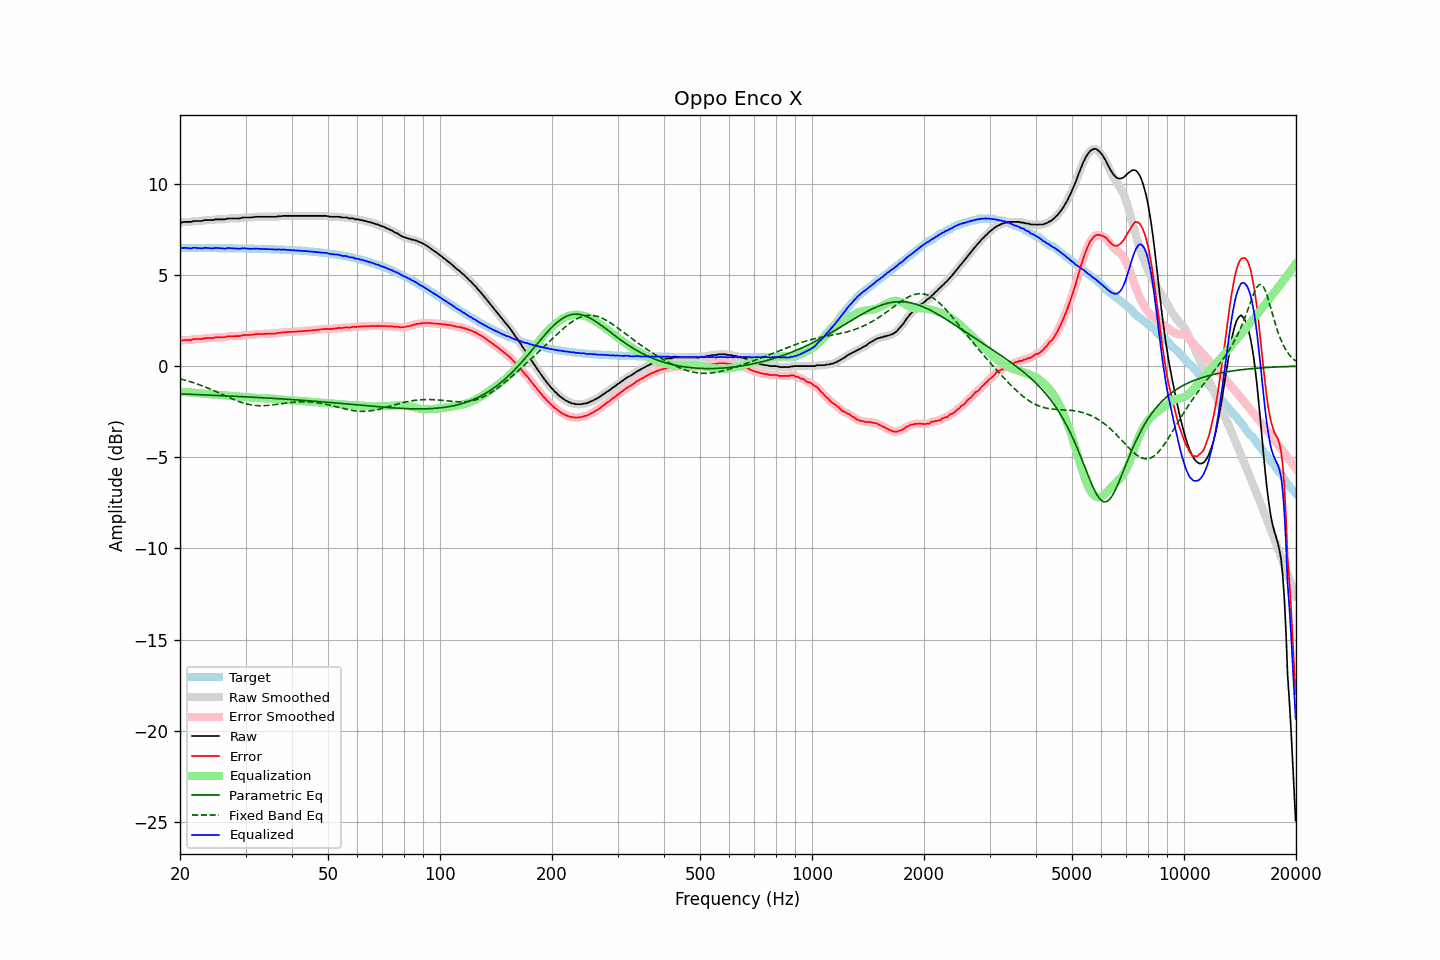 Oppo Enco X
Amplitude (dBr)
10
5
0
−5
−10
−15
−20
−25
Target
Raw Smoothed
Error Smoothed
Raw
Error
Equalization
Parametric Eq
Fixed Band Eq
Equalized
20 50 100 200 500 1000 2000 5000 10000 20000
Frequency (Hz)